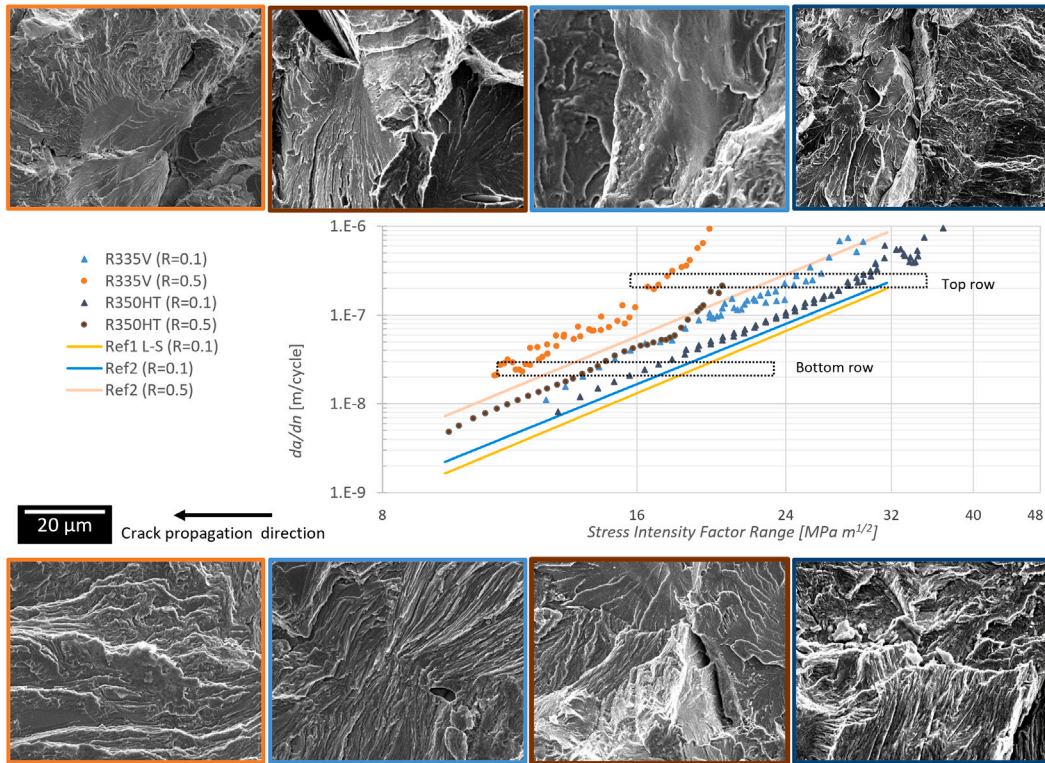 R335V (R=0.1)
R335V (R=0.5)
R350HT (R=0.1)
R350HT (R=0.5)
Ref1 L-S (R=0.1)
Ref2 (R=0.1)
Ref2 (R=0.5)
da/dn [m/cycle]
1.E-6
1.E-7
1.E-8
1.E-9
Top row
Bottom row
8
16
24
32
40
48
Stress Intensity Factor Range [MPa m^1/2]
20 µm
Crack propagation direction